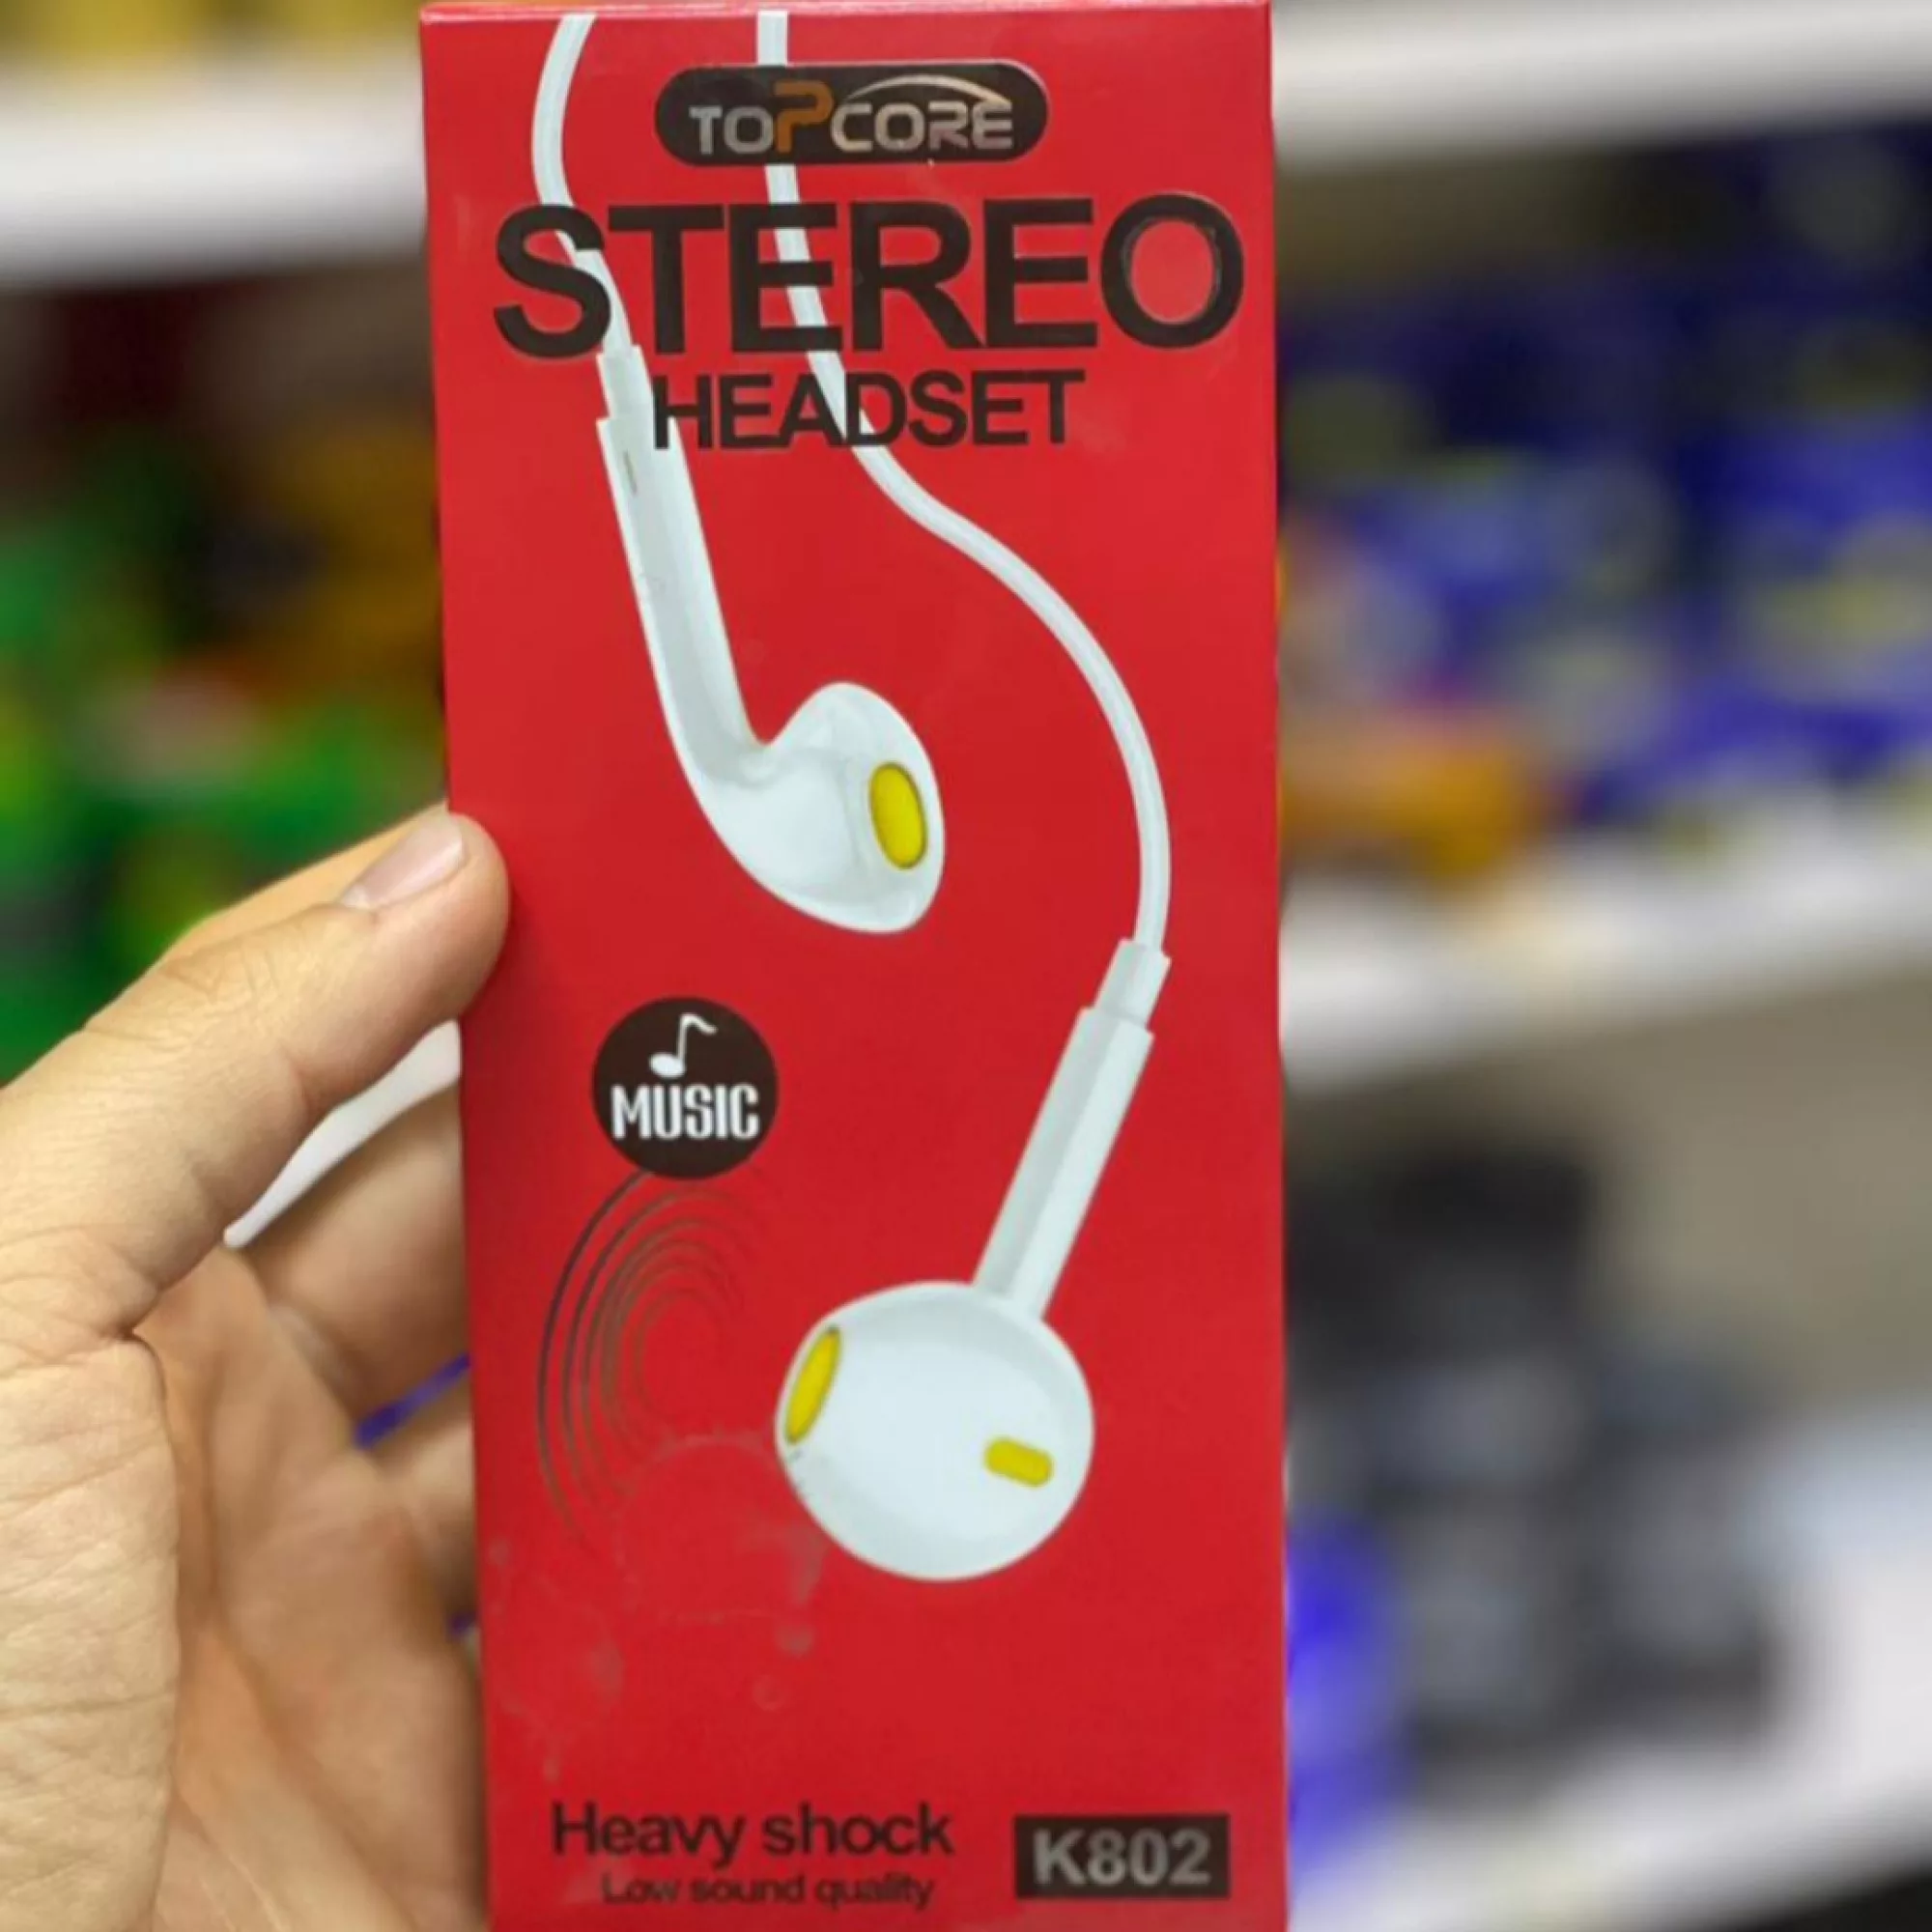 TOPCORE
STEREO
HEADSET
MUSIC
Heavy shock
Low sound quality
K802